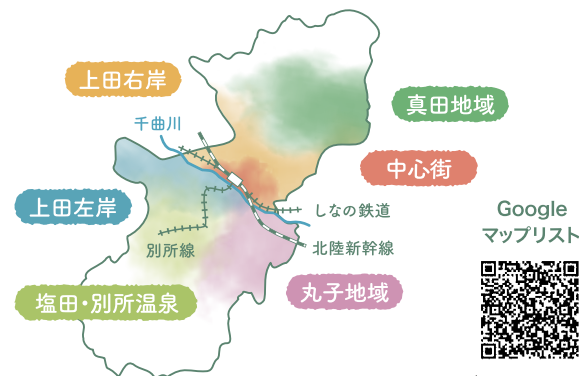 上田右岸
千曲川
真田地域
中心街
上田左岸
しなの鉄道
Google
マップリスト
別所線
北陸新幹線
塩田・別所温泉
丸子地域